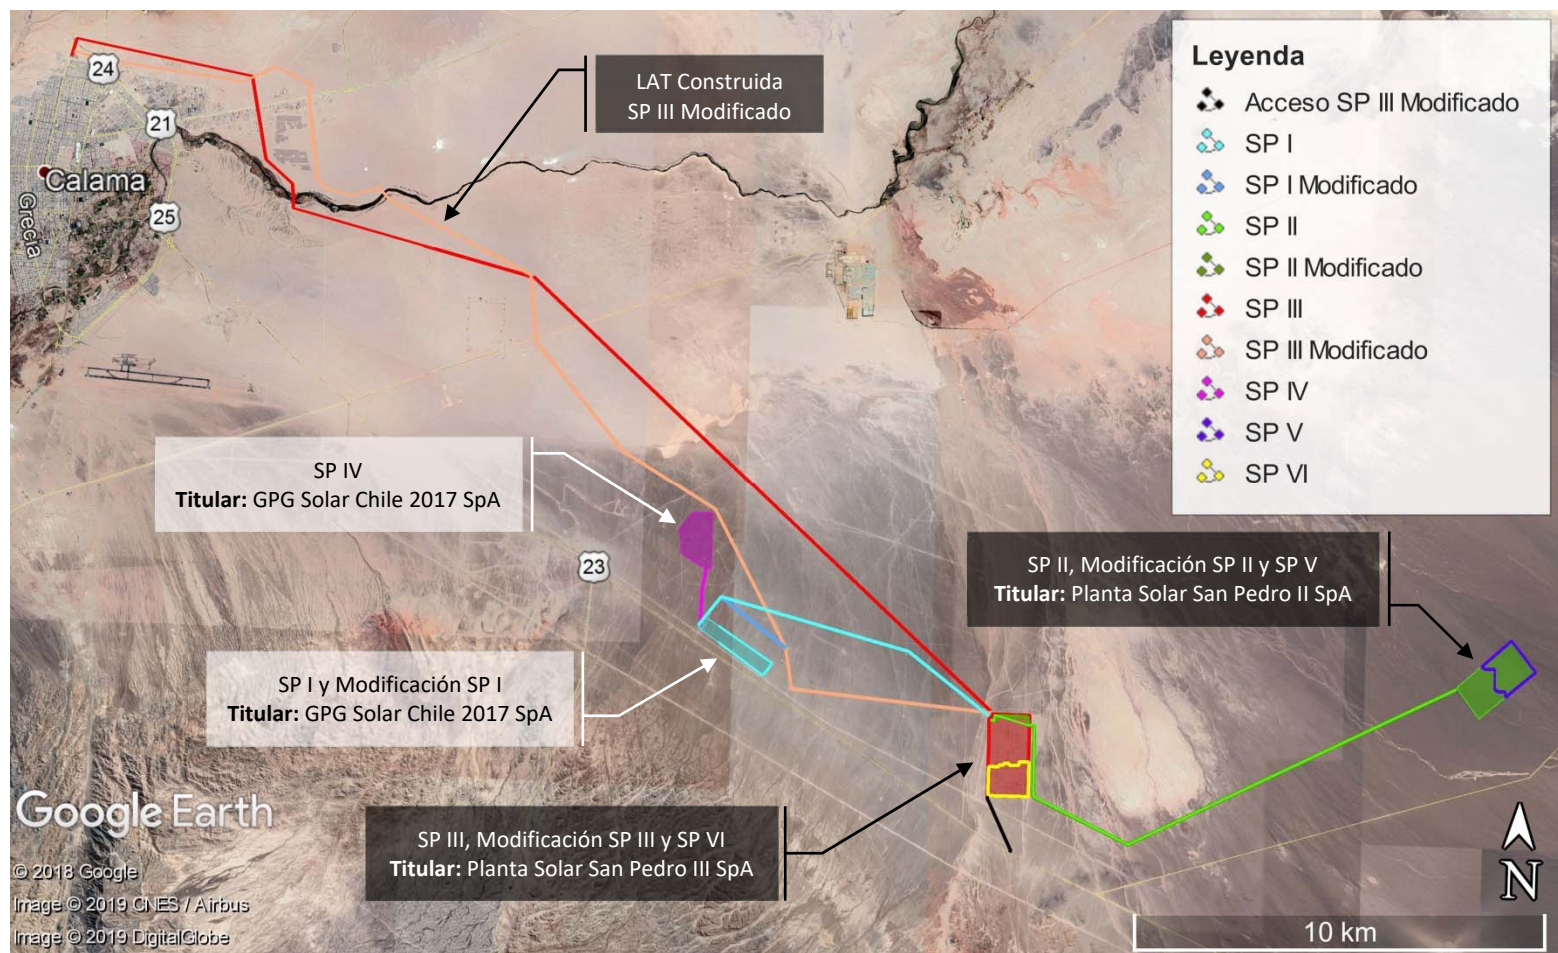 24
21
Calama
Grecia
25
LAT Construida
SP III Modificado
Leyenda
Acceso SP III Modificado
SP I
SP I Modificado
SP II
SP II Modificado
SP III
SP III Modificado
SP IV
SP V
SP VI
SP IV
Titular: GPG Solar Chile 2017 SpA
23
SP II, Modificación SP II y SP V
Titular: Planta Solar San Pedro II SpA
SP I y Modificación SP I
Titular: GPG Solar Chile 2017 SpA
SP III, Modificación SP III y SP VI
Titular: Planta Solar San Pedro III SpA
Google Earth
© 2018 Google
Image © 2019 CNES / Airbus
Image © 2019 DigitalGlobe
N
10 km